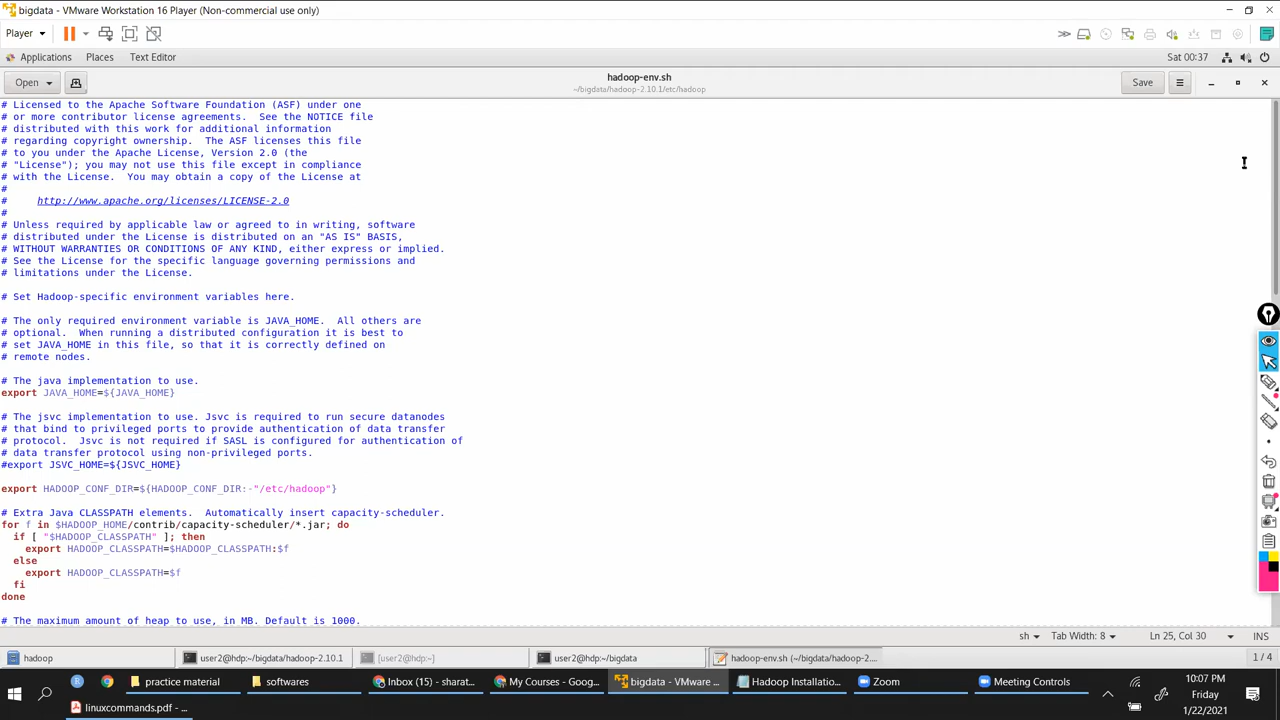 bigdata - VMware Workstation 16 Player (Non-commercial use only)
Player
Applications Places Text Editor Sat 00:37
Open hadoop-env.sh Save
~/bigdata/hadoop-2.10.1/etc/hadoop
# Licensed to the Apache Software Foundation (ASF) under one
# or more contributor license agreements.  See the NOTICE file
# distributed with this work for additional information
# regarding copyright ownership.  The ASF licenses this file
# to you under the Apache License, Version 2.0 (the
# "License"); you may not use this file except in compliance
# with the License.  You may obtain a copy of the License at
#
#     http://www.apache.org/licenses/LICENSE-2.0
#
# Unless required by applicable law or agreed to in writing, software
# distributed under the License is distributed on an "AS IS" BASIS,
# WITHOUT WARRANTIES OR CONDITIONS OF ANY KIND, either express or implied.
# See the License for the specific language governing permissions and
# limitations under the License.
# Set Hadoop-specific environment variables here.
# The only required environment variable is JAVA_HOME.  All others are
# optional.  When running a distributed configuration it is best to
# set JAVA_HOME in this file, so that it is correctly defined on
# remote nodes.
# The java implementation to use.
export JAVA_HOME=${JAVA_HOME}
# The jsvc implementation to use. Jsvc is required to run secure datanodes
# that bind to privileged ports to provide authentication of data transfer
# protocol.  Jsvc is not required if SASL is configured for authentication of
# data transfer protocol using non-privileged ports.
#export JSVC_HOME=${JSVC_HOME}
export HADOOP_CONF_DIR=${HADOOP_CONF_DIR:-"/etc/hadoop"}
# Extra Java CLASSPATH elements.  Automatically insert capacity-scheduler.
for f in $HADOOP_HOME/contrib/capacity-scheduler/*.jar; do
  if [ "$HADOOP_CLASSPATH" ]; then
    export HADOOP_CLASSPATH=$HADOOP_CLASSPATH:$f
  else
    export HADOOP_CLASSPATH=$f
  fi
done
# The maximum amount of heap to use, in MB. Default is 1000.
sh Tab Width: 8 Ln 25, Col 30 INS
hadoop user2@hdp:~/bigdata/hadoop-2.10.1 [user2@hdp:~] user2@hdp:~/bigdata hadoop-env.sh (~/bigdata/hadoop-2.... 1 / 4
practice material softwares Inbox (15) - sharat... My Courses - Goog... bigdata - VMware ... Hadoop Installatio... Zoom Meeting Controls 10:07 PM
Friday
linuxcommands.pdf - ... 1/22/2021